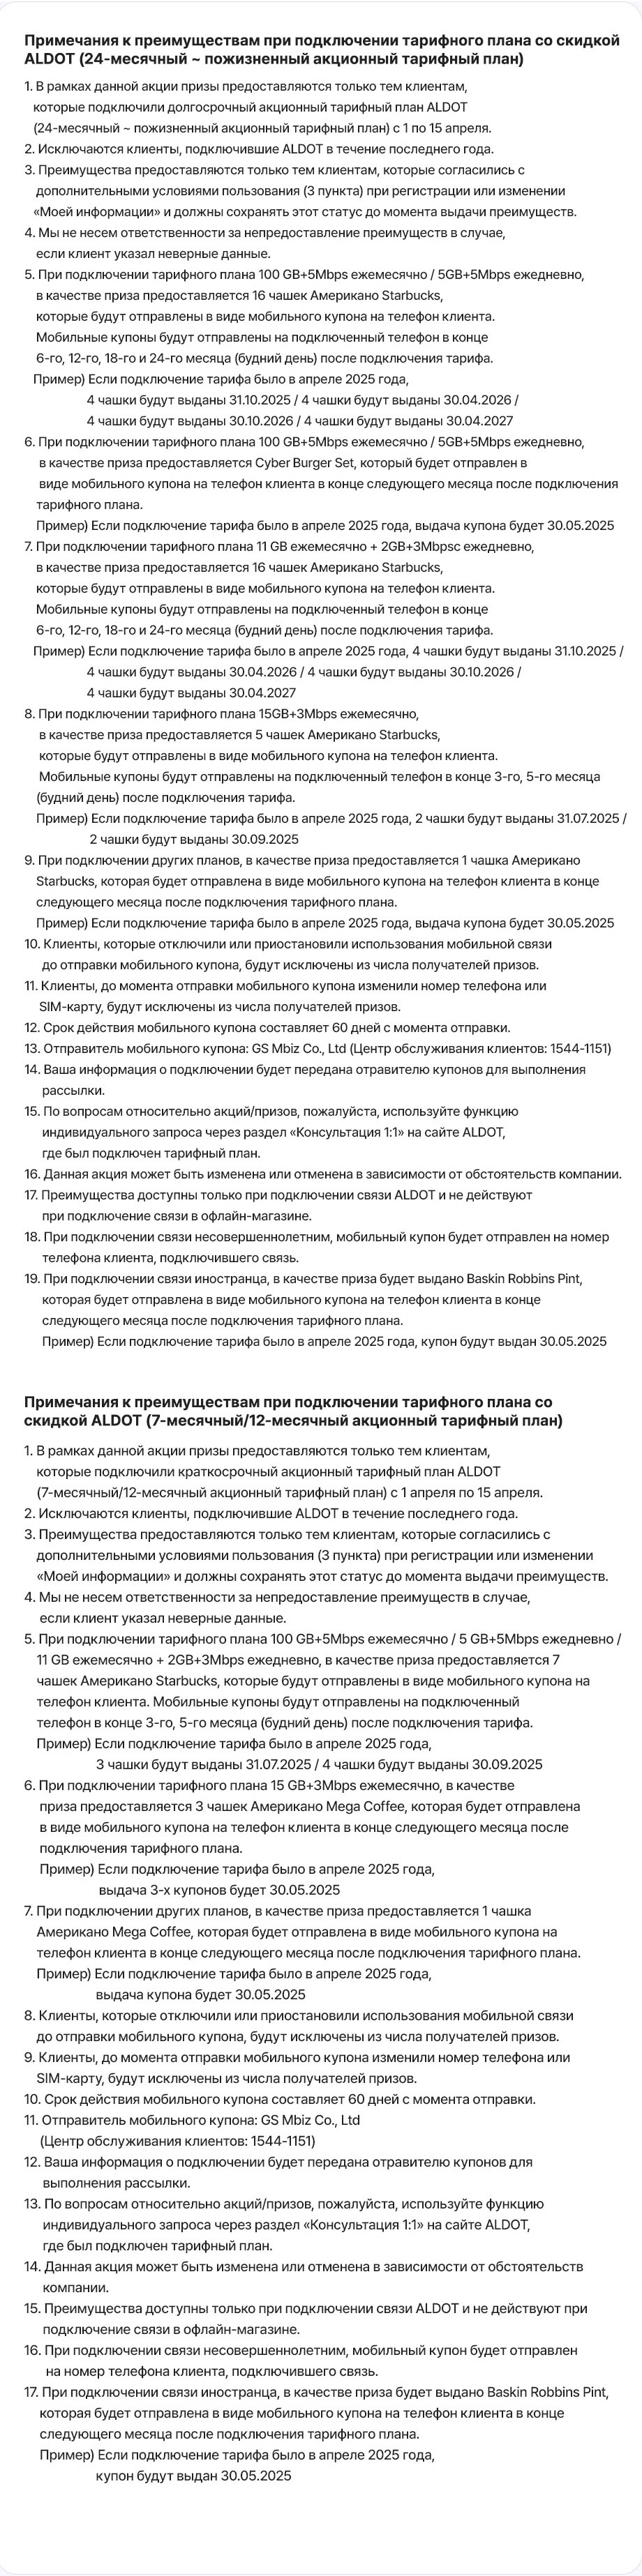 Примечания к преимуществам при подключении тарифного плана со скидкой
ALDOT (24-месячный ~ пожизненный акционный тарифный план)
1. В рамках данной акции призы предоставляются только тем клиентам,
которые подключили долгосрочный акционный тарифный план ALDOT
(24-месячный ~ пожизненный акционный тарифный план) с 1 по 15 апреля.
2. Исключаются клиенты, подключившие ALDOT в течение последнего года.
3. Преимущества предоставляются только тем клиентам, которые согласились с
дополнительными условиями пользования (3 пункта) при регистрации или изменении
«Моей информации» и должны сохранять этот статус до момента выдачи преимуществ.
4. Мы не несем ответственности за непредоставление преимуществ в случае,
если клиент указал неверные данные.
5. При подключении тарифного плана 100 GB+5Mbps ежемесячно / 5GB+5Mbps ежедневно,
в качестве приза предоставляется 16 чашек Американо Starbucks,
которые будут отправлены в виде мобильного купона на телефон клиента.
Мобильные купоны будут отправлены на подключенный телефон в конце
6-го, 12-го, 18-го и 24-го месяца (будний день) после подключения тарифа.
Пример) Если подключение тарифа было в апреле 2025 года,
4 чашки будут выданы 31.10.2025 / 4 чашки будут выданы 30.04.2026 /
4 чашки будут выданы 30.10.2026 / 4 чашки будут выданы 30.04.2027
6. При подключении тарифного плана 100 GB+5Mbps ежемесячно / 5GB+5Mbps ежедневно,
в качестве приза предоставляется Cyber Burger Set, который будет отправлен в
виде мобильного купона на телефон клиента в конце следующего месяца после подключения
тарифного плана.
Пример) Если подключение тарифа было в апреле 2025 года, выдача купона будет 30.05.2025
7. При подключении тарифного плана 11 GB ежемесячно + 2GB+3Mbpsс ежедневно,
в качестве приза предоставляется 16 чашек Американо Starbucks,
которые будут отправлены в виде мобильного купона на телефон клиента.
Мобильные купоны будут отправлены на подключенный телефон в конце
6-го, 12-го, 18-го и 24-го месяца (будний день) после подключения тарифа.
Пример) Если подключение тарифа было в апреле 2025 года, 4 чашки будут выданы 31.10.2025 /
4 чашки будут выданы 30.04.2026 / 4 чашки будут выданы 30.10.2026 /
4 чашки будут выданы 30.04.2027
8. При подключении тарифного плана 15GB+3Mbps ежемесячно,
в качестве приза предоставляется 5 чашек Американо Starbucks,
которые будут отправлены в виде мобильного купона на телефон клиента.
Мобильные купоны будут отправлены на подключенный телефон в конце 3-го, 5-го месяца
(будний день) после подключения тарифа.
Пример) Если подключение тарифа было в апреле 2025 года, 2 чашки будут выданы 31.07.2025 /
2 чашки будут выданы 30.09.2025
9. При подключении других планов, в качестве приза предоставляется 1 чашка Американо
Starbucks, которая будет отправлена в виде мобильного купона на телефон клиента в конце
следующего месяца после подключения тарифного плана.
Пример) Если подключение тарифа было в апреле 2025 года, выдача купона будет 30.05.2025
10. Клиенты, которые отключили или приостановили использования мобильной связи
до отправки мобильного купона, будут исключены из числа получателей призов.
11. Клиенты, до момента отправки мобильного купона изменили номер телефона или
SIM-карту, будут исключены из числа получателей призов.
12. Срок действия мобильного купона составляет 60 дней с момента отправки.
13. Отправитель мобильного купона: GS Mbiz Co., Ltd (Центр обслуживания клиентов: 1544-1151)
14. Ваша информация о подключении будет передана отравителю купонов для выполнения
рассылки.
15. По вопросам относительно акций/призов, пожалуйста, используйте функцию
индивидуального запроса через раздел «Консультация 1:1» на сайте ALDOT,
где был подключен тарифный план.
16. Данная акция может быть изменена или отменена в зависимости от обстоятельств компании.
17. Преимущества доступны только при подключении связи ALDOT и не действуют
при подключение связи в офлайн-магазине.
18. При подключении связи несовершеннолетним, мобильный купон будет отправлен на номер
телефона клиента, подключившего связь.
19. При подключении связи иностранца, в качестве приза будет выдано Baskin Robbins Pint,
которая будет отправлена в виде мобильного купона на телефон клиента в конце
следующего месяца после подключения тарифного плана.
Пример) Если подключение тарифа было в апреле 2025 года, купон будут выдан 30.05.2025
Примечания к преимуществам при подключении тарифного плана со
скидкой ALDOT (7-месячный/12-месячный акционный тарифный план)
1. В рамках данной акции призы предоставляются только тем клиентам,
которые подключили краткосрочный акционный тарифный план ALDOT
(7-месячный/12-месячный акционный тарифный план) с 1 апреля по 15 апреля.
2. Исключаются клиенты, подключившие ALDOT в течение последнего года.
3. Преимущества предоставляются только тем клиентам, которые согласились с
дополнительными условиями пользования (3 пункта) при регистрации или изменении
«Моей информации» и должны сохранять этот статус до момента выдачи преимуществ.
4. Мы не несем ответственности за непредоставление преимуществ в случае,
если клиент указал неверные данные.
5. При подключении тарифного плана 100 GB+5Mbps ежемесячно / 5 GB+5Mbps ежедневно /
11 GB ежемесячно + 2GB+3Mbps ежедневно, в качестве приза предоставляется 7
чашек Американо Starbucks, которые будут отправлены в виде мобильного купона на
телефон клиента. Мобильные купоны будут отправлены на подключенный
телефон в конце 3-го, 5-го месяца (будний день) после подключения тарифа.
Пример) Если подключение тарифа было в апреле 2025 года,
3 чашки будут выданы 31.07.2025 / 4 чашки будут выданы 30.09.2025
6. При подключении тарифного плана 15 GB+3Mbps ежемесячно, в качестве
приза предоставляется 3 чашек Американо Mega Coffee, которая будет отправлена
в виде мобильного купона на телефон клиента в конце следующего месяца после
подключения тарифного плана.
Пример) Если подключение тарифа было в апреле 2025 года,
выдача 3-х купонов будет 30.05.2025
7. При подключении других планов, в качестве приза предоставляется 1 чашка
Американо Mega Coffee, которая будет отправлена в виде мобильного купона на
телефон клиента в конце следующего месяца после подключения тарифного плана.
Пример) Если подключение тарифа было в апреле 2025 года,
выдача купона будет 30.05.2025
8. Клиенты, которые отключили или приостановили использования мобильной связи
до отправки мобильного купона, будут исключены из числа получателей призов.
9. Клиенты, до момента отправки мобильного купона изменили номер телефона или
SIM-карту, будут исключены из числа получателей призов.
10. Срок действия мобильного купона составляет 60 дней с момента отправки.
11. Отправитель мобильного купона: GS Mbiz Co., Ltd
(Центр обслуживания клиентов: 1544-1151)
12. Ваша информация о подключении будет передана отравителю купонов для
выполнения рассылки.
13. По вопросам относительно акций/призов, пожалуйста, используйте функцию
индивидуального запроса через раздел «Консультация 1:1» на сайте ALDOT,
где был подключен тарифный план.
14. Данная акция может быть изменена или отменена в зависимости от обстоятельств
компании.
15. Преимущества доступны только при подключении связи ALDOT и не действуют при
подключение связи в офлайн-магазине.
16. При подключении связи несовершеннолетним, мобильный купон будет отправлен
на номер телефона клиента, подключившего связь.
17. При подключении связи иностранца, в качестве приза будет выдано Baskin Robbins Pint,
которая будет отправлена в виде мобильного купона на телефон клиента в конце
следующего месяца после подключения тарифного плана.
Пример) Если подключение тарифа было в апреле 2025 года,
купон будут выдан 30.05.2025